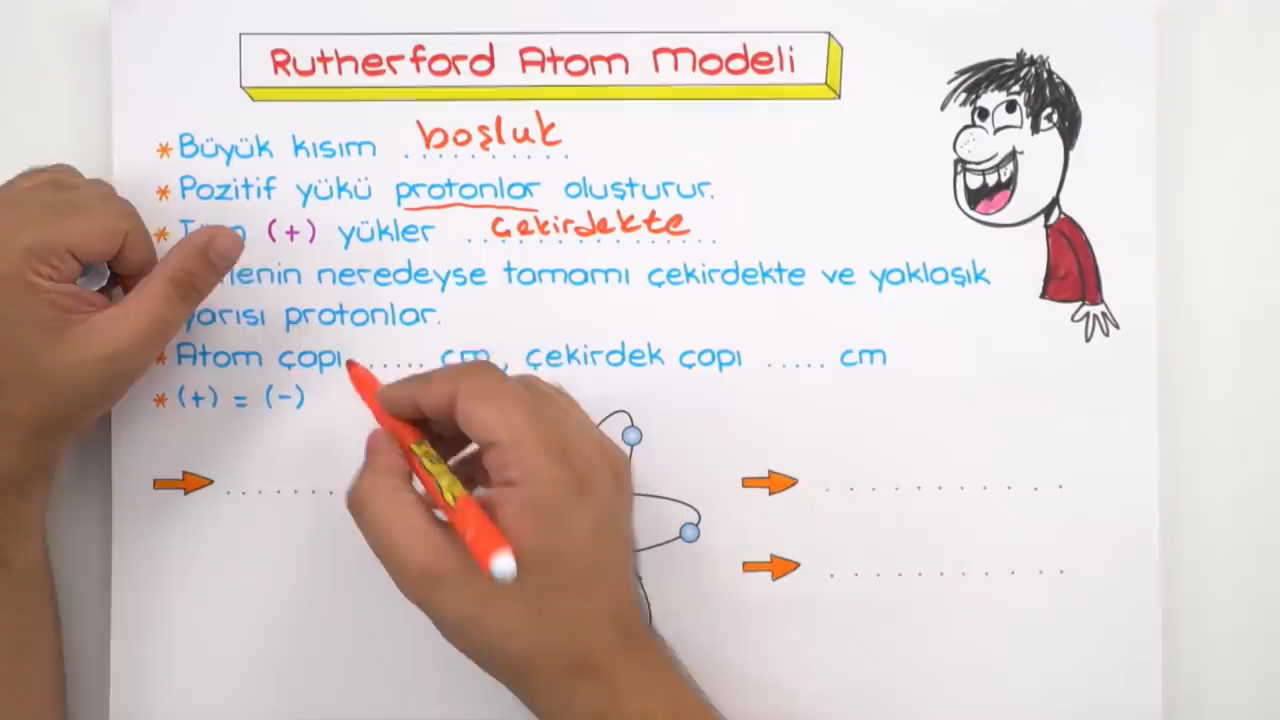 Rutherford Atom Modeli
* Büyük kısım boşluk
* Pozitif yükü protonlar oluşturur.
* (+) yükler çekirdekte
neredeyse tamamı çekirdekte ve yaklaşık
yarısı protonlar.
* Atom çapı ..... cm, çekirdek çapı ..... cm
* (+) = (-)